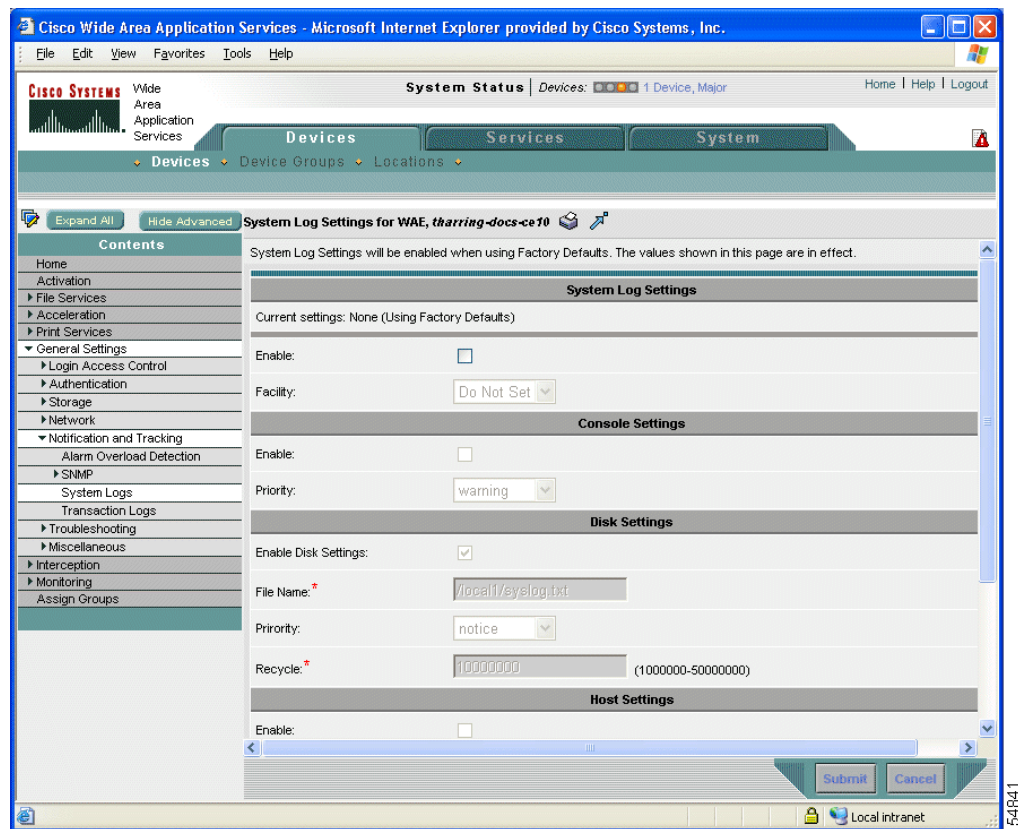 Cisco Wide Area Application Services - Microsoft Internet Explorer provided by Cisco Systems, Inc.
File Edit View Favorites Tools Help
CISCO SYSTEMS
Wide
Area
Application
Services
System Status | Devices: 1 Device, Major
Home | Help | Logout
Devices Services System
Devices Device Groups Locations
Expand All Hide Advanced
System Log Settings for WAE, tharring-docs-ce10
Contents
Home
Activation
File Services
Acceleration
Print Services
General Settings
Login Access Control
Authentication
Storage
Network
Notification and Tracking
Alarm Overload Detection
SNMP
System Logs
Transaction Logs
Troubleshooting
Miscellaneous
Interception
Monitoring
Assign Groups
System Log Settings will be enabled when using Factory Defaults. The values shown in this page are in effect.
System Log Settings
Current settings: None (Using Factory Defaults)
Enable:
Facility: Do Not Set
Console Settings
Enable:
Priority: warning
Disk Settings
Enable Disk Settings:
File Name:* /local1/syslog.txt
Prirority: notice
Recycle:* 10000000 (1000000-50000000)
Host Settings
Enable:
Submit Cancel
Local intranet
54841